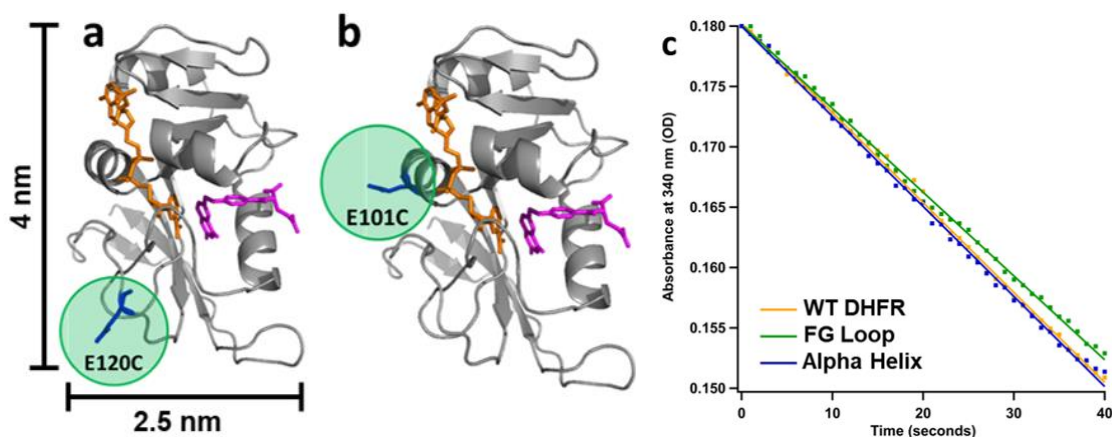 a
b
c
4 nm
E120C
2.5 nm
E101C
Absorbance at 340 nm (OD)
0.180
0.175
0.170
0.165
0.160
0.155
0.150
WT DHFR
FG Loop
Alpha Helix
0
10
20
30
40
Time (seconds)